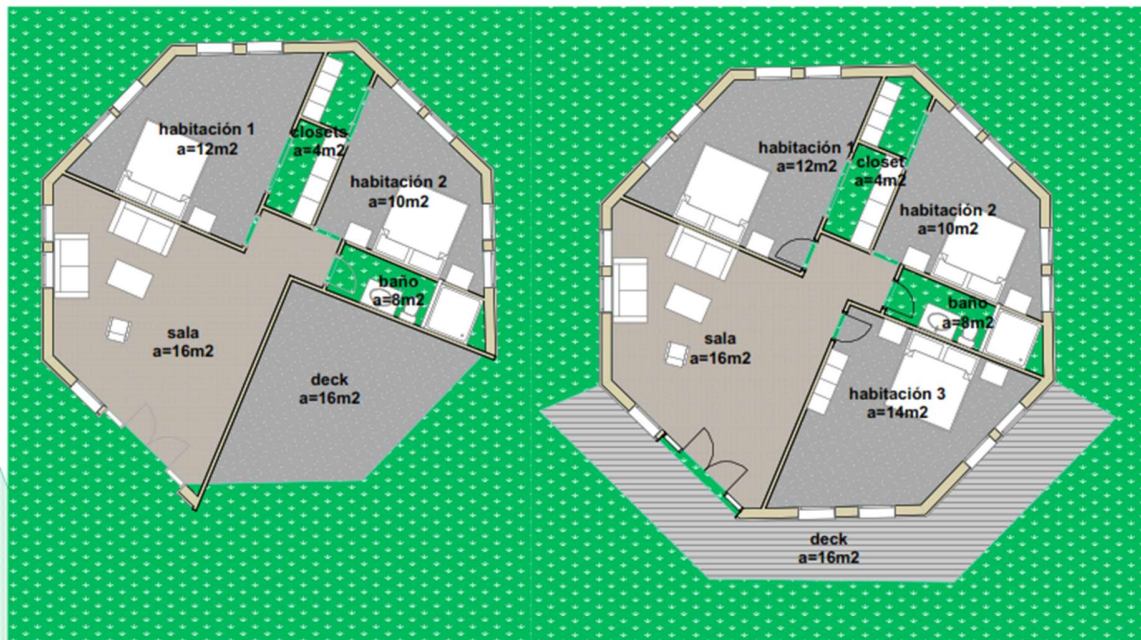 habitación 1
a=12m2
closets
a=4m2
habitación 2
a=10m2
baño
a=8m2
sala
a=16m2
deck
a=16m2
habitación 1
a=12m2
closet
a=4m2
habitación 2
a=10m2
baño
a=8m2
sala
a=16m2
habitación 3
a=14m2
deck
a=16m2